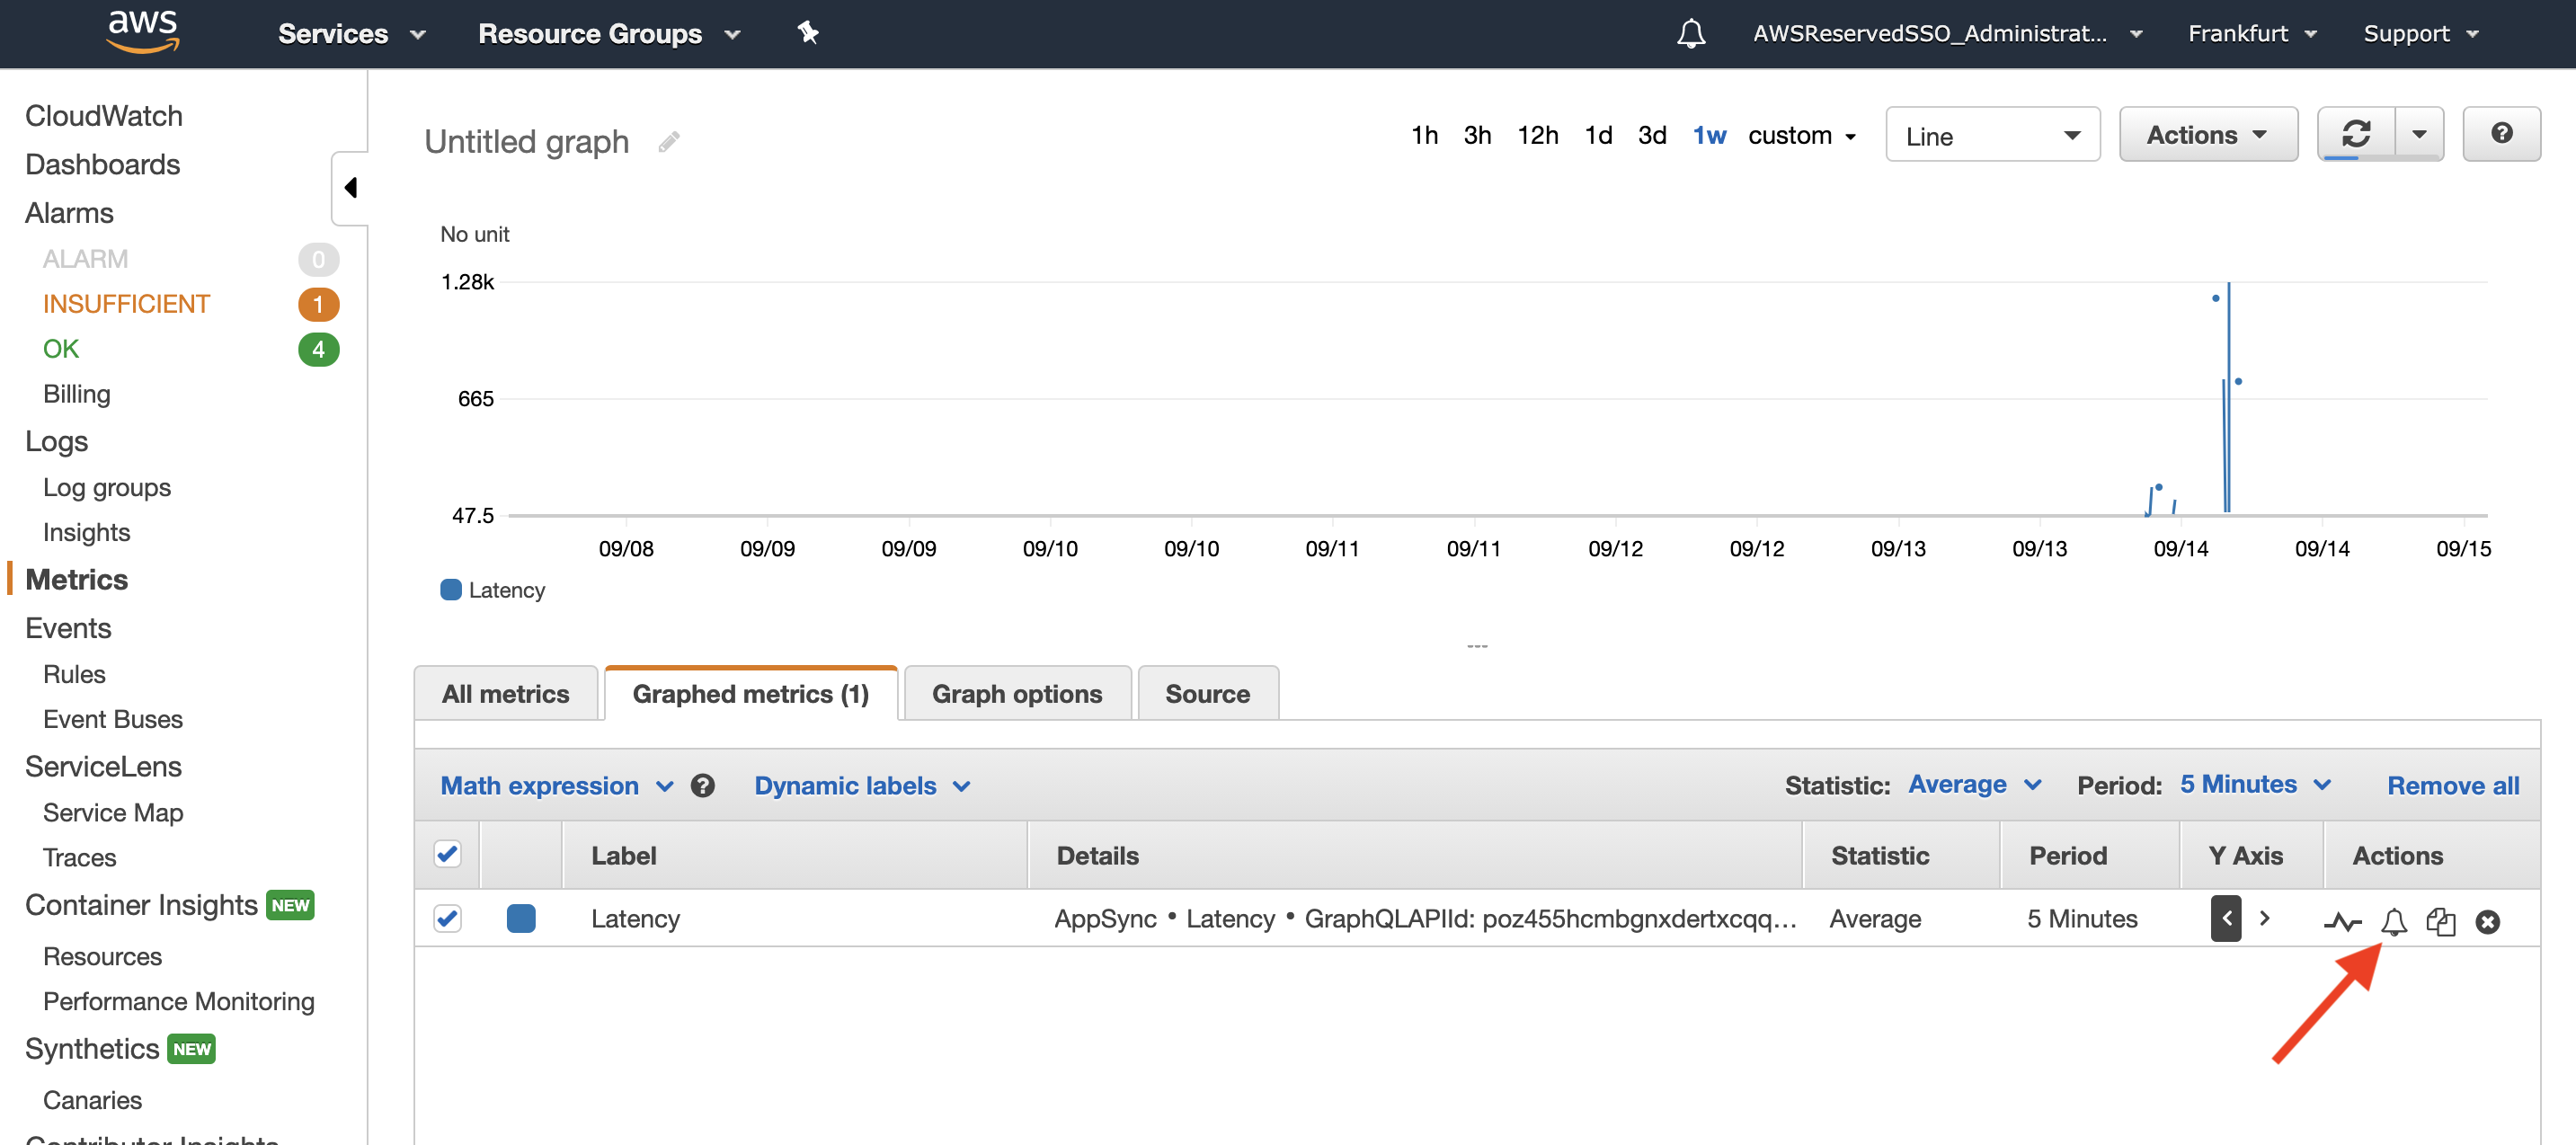 aws Services Resource Groups AWSReservedSSO_Administrat... Frankfurt Support
CloudWatch
Dashboards
Alarms
ALARM 0
INSUFFICIENT 1
OK 4
Billing
Logs
Log groups
Insights
Metrics
Events
Rules
Event Buses
ServiceLens
Service Map
Traces
Container Insights NEW
Resources
Performance Monitoring
Synthetics NEW
Canaries
Contributor Insights
Untitled graph 1h 3h 12h 1d 3d 1w custom Line Actions ?
No unit
1.28k
665
47.5
09/08 09/09 09/09 09/10 09/10 09/11 09/11 09/12 09/12 09/13 09/13 09/14 09/14 09/15
Latency
---
All metrics Graphed metrics (1) Graph options Source
Math expression ? Dynamic labels Statistic: Average Period: 5 Minutes Remove all
Label Details Statistic Period Y Axis Actions
Latency AppSync • Latency • GraphQLAPIId: poz455hcmbgnxdertxcqq... Average 5 Minutes < >